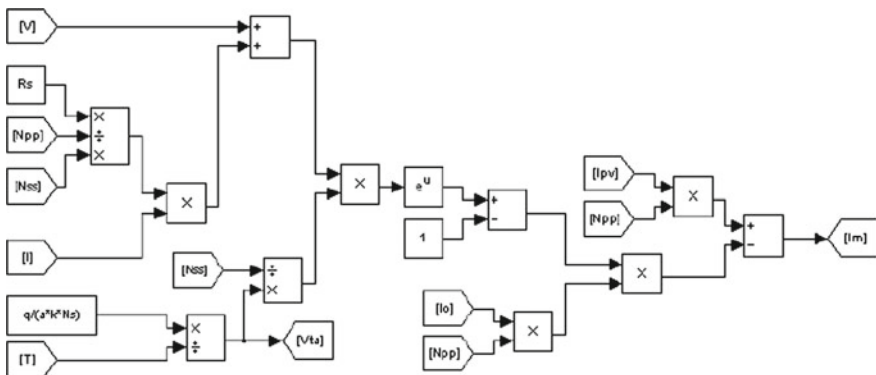 [V]
Rs
[Npp]
[Nss]
[I]
q/(a*k*Ns)
[T]
[Nss]
[Vta]
+
+
×
÷
×
×
÷
×
×
÷
×
e^u
1
+
−
[Io]
[Npp]
×
×
[Ipv]
[Npp]
×
+
−
[Im]